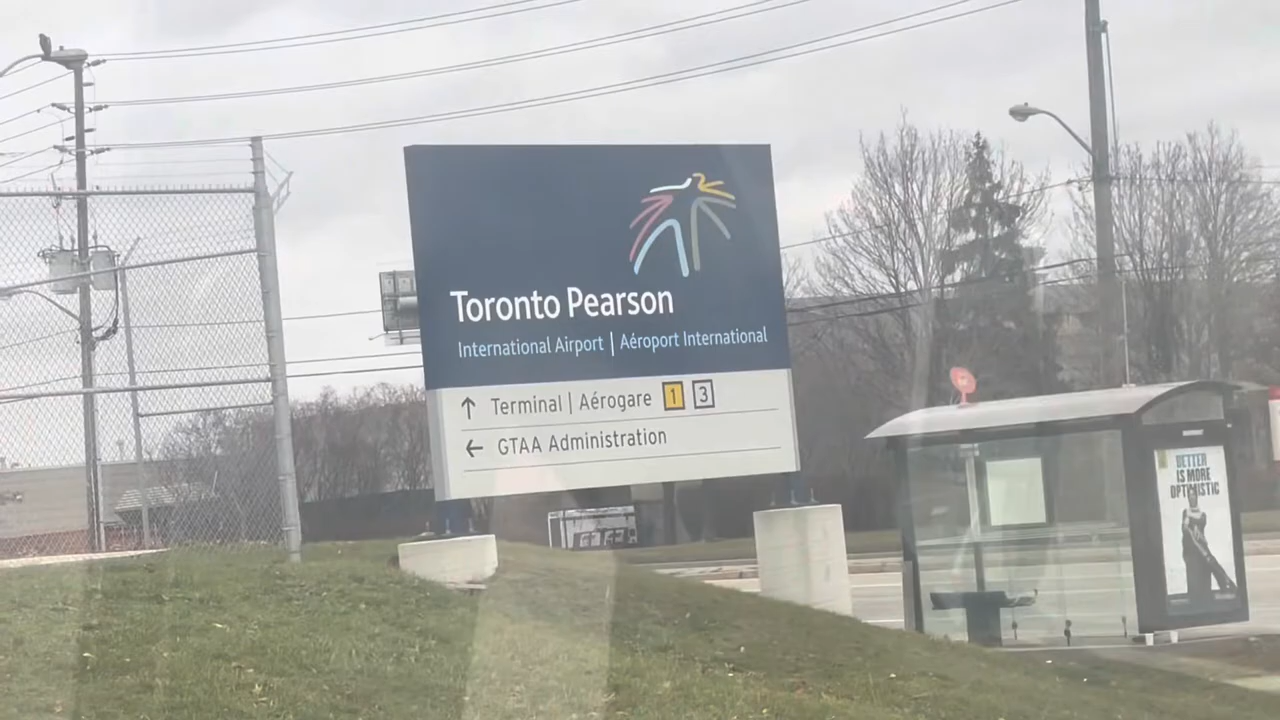 Toronto Pearson
International Airport | Aéroport International
↑ Terminal | Aérogare 1 3
← GTAA Administration
BETTER
IS MORE
OPTIMISTIC